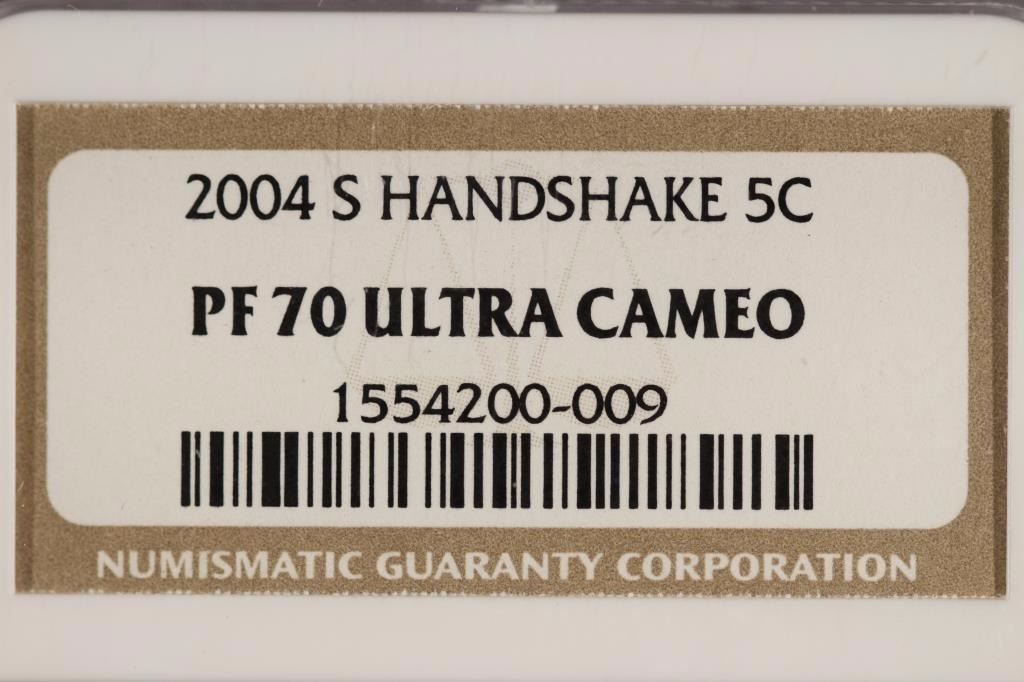 2004 S HANDSHAKE 5C
PF 70 ULTRA CAMEO
1554200-009
NUMISMATIC GUARANTY CORPORATION